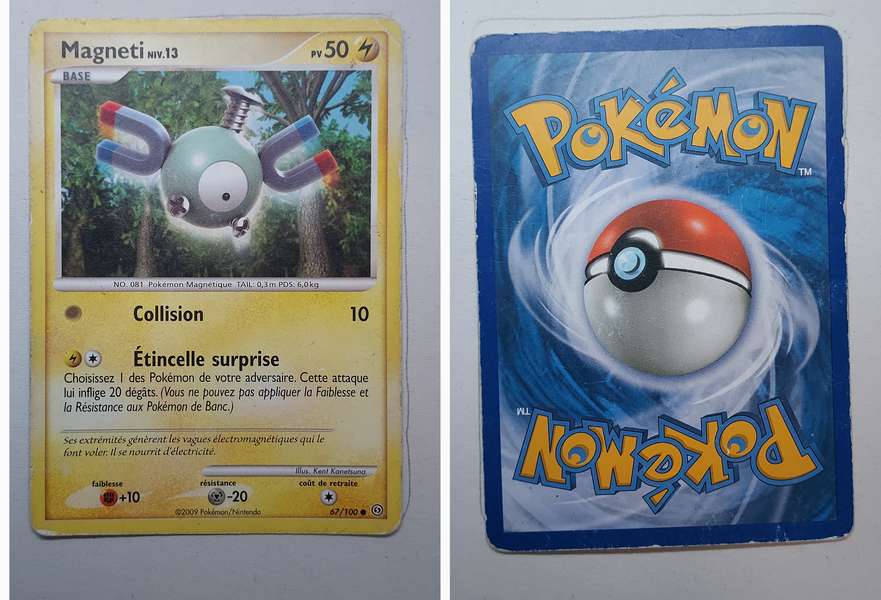 Magneti NIV.13 PV 50
BASE
NO. 081 Pokémon Magnétique TAIL: 0,3 m PDS: 6,0 kg
Collision 10
Étincelle surprise
Choisissez 1 des Pokémon de votre adversaire. Cette attaque
lui inflige 20 dégâts. (Vous ne pouvez pas appliquer la Faiblesse et
la Résistance aux Pokémon de Banc.)
Ses extrémités génèrent les vagues électromagnétiques qui le
font voler. Il se nourrit d'électricité.
Illus. Kent Kanetsuna
faiblesse résistance coût de retraite
+10 -20
©2009 Pokémon/Nintendo 67/100
POKéMON
TM
POKéMON
TM